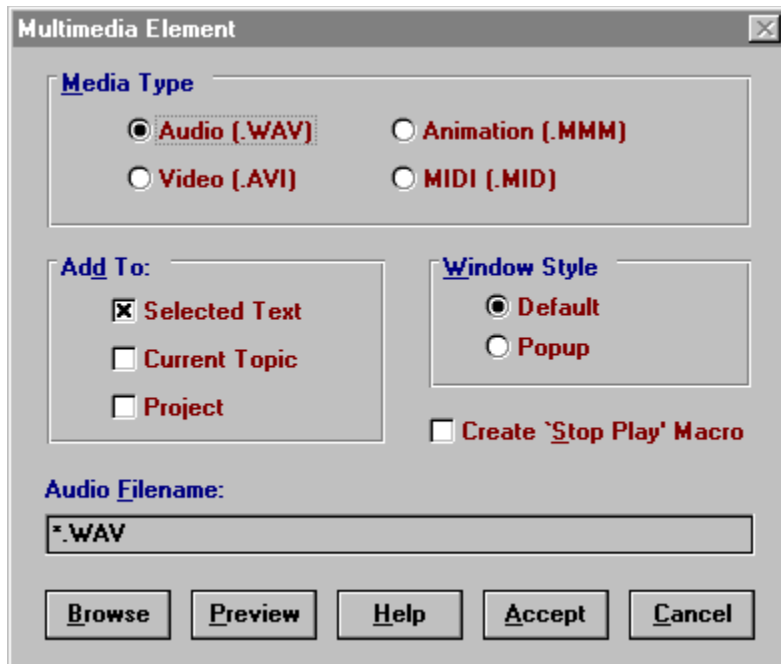 Multimedia Element
Media Type
Audio (.WAV) Animation (.MMM)
Video (.AVI) MIDI (.MID)
Add To: Window Style
Selected Text Default
Current Topic Popup
Project
Create `Stop Play' Macro
Audio Filename:
*.WAV
Browse Preview Help Accept Cancel